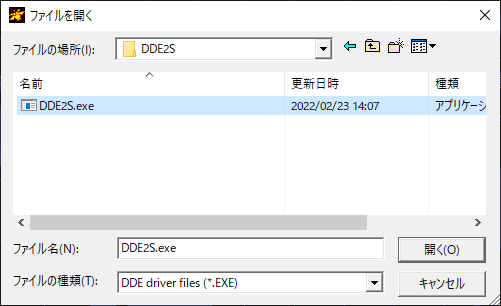 ファイルを開く
ファイルの場所(I): DDE2S
名前 更新日時 種類
DDE2S.exe 2022/02/23 14:07 アプリケーシ
ファイル名(N): DDE2S.exe 開く(O)
ファイルの種類(T): DDE driver files (*.EXE) キャンセル